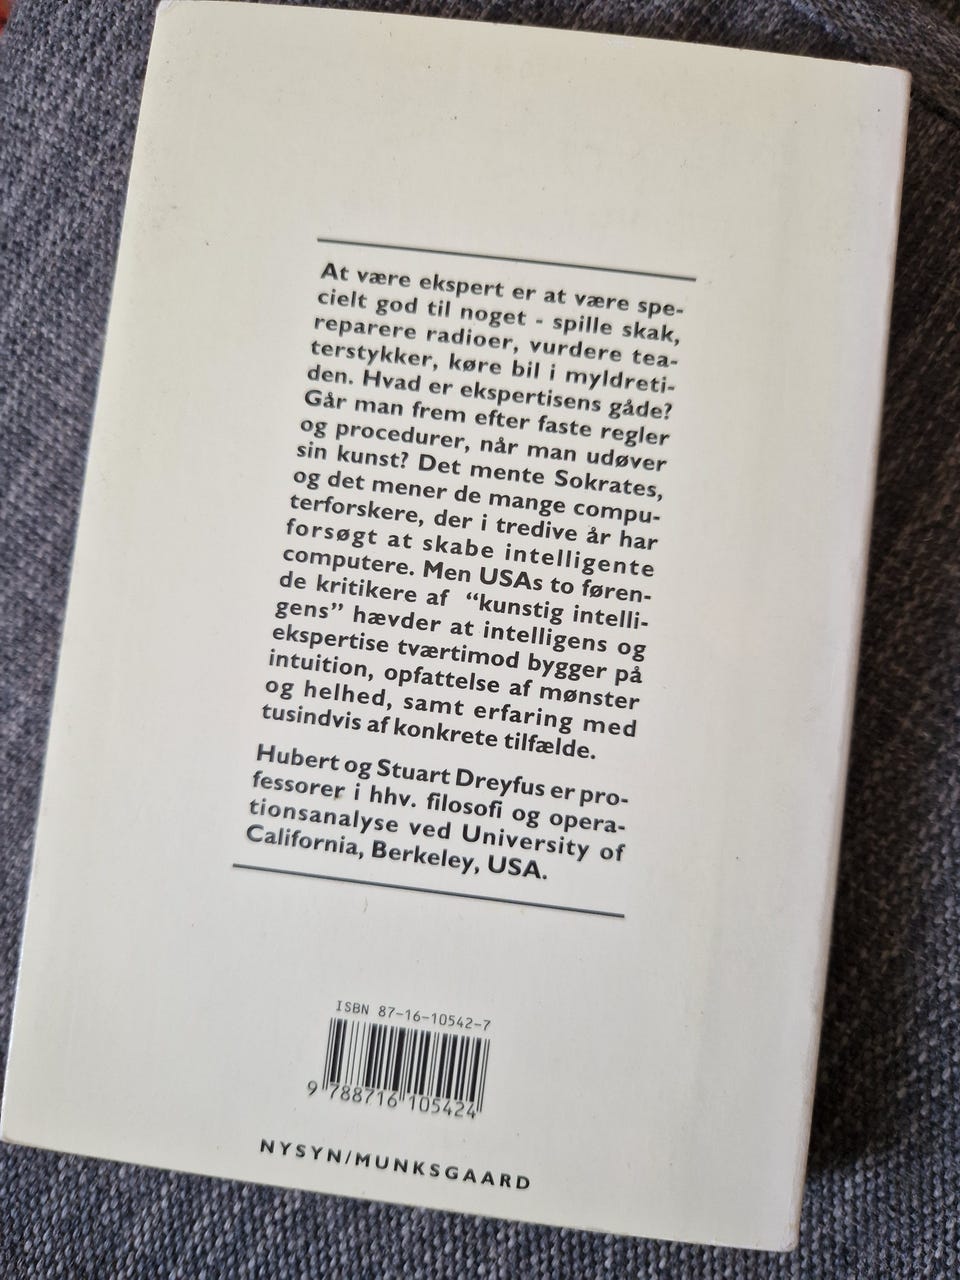 At være ekspert er at være spe-
cielt god til noget - spille skak,
reparere radioer, vurdere tea-
terstykker, køre bil i myldreti-
den. Hvad er ekspertisens gåde?
Går man frem efter faste regler
og procedurer, når man udøver
sin kunst? Det mente Sokrates,
og det mener de mange compu-
terforskere, der i tredive år har
forsøgt at skabe intelligente
computere. Men USAs to føren-
de kritikere af “kunstig intelli-
gens” hævder at intelligens og
ekspertise tværtimod bygger på
intuition, opfattelse af mønster
og helhed, samt erfaring med
tusindvis af konkrete tilfælde.
Hubert og Stuart Dreyfus er pro-
fessorer i hhv. filosofi og opera-
tionsanalyse ved University of
California, Berkeley, USA.
ISBN 87-16-10542-7
9 788716 105424
NYSYN/MUNKSGAARD